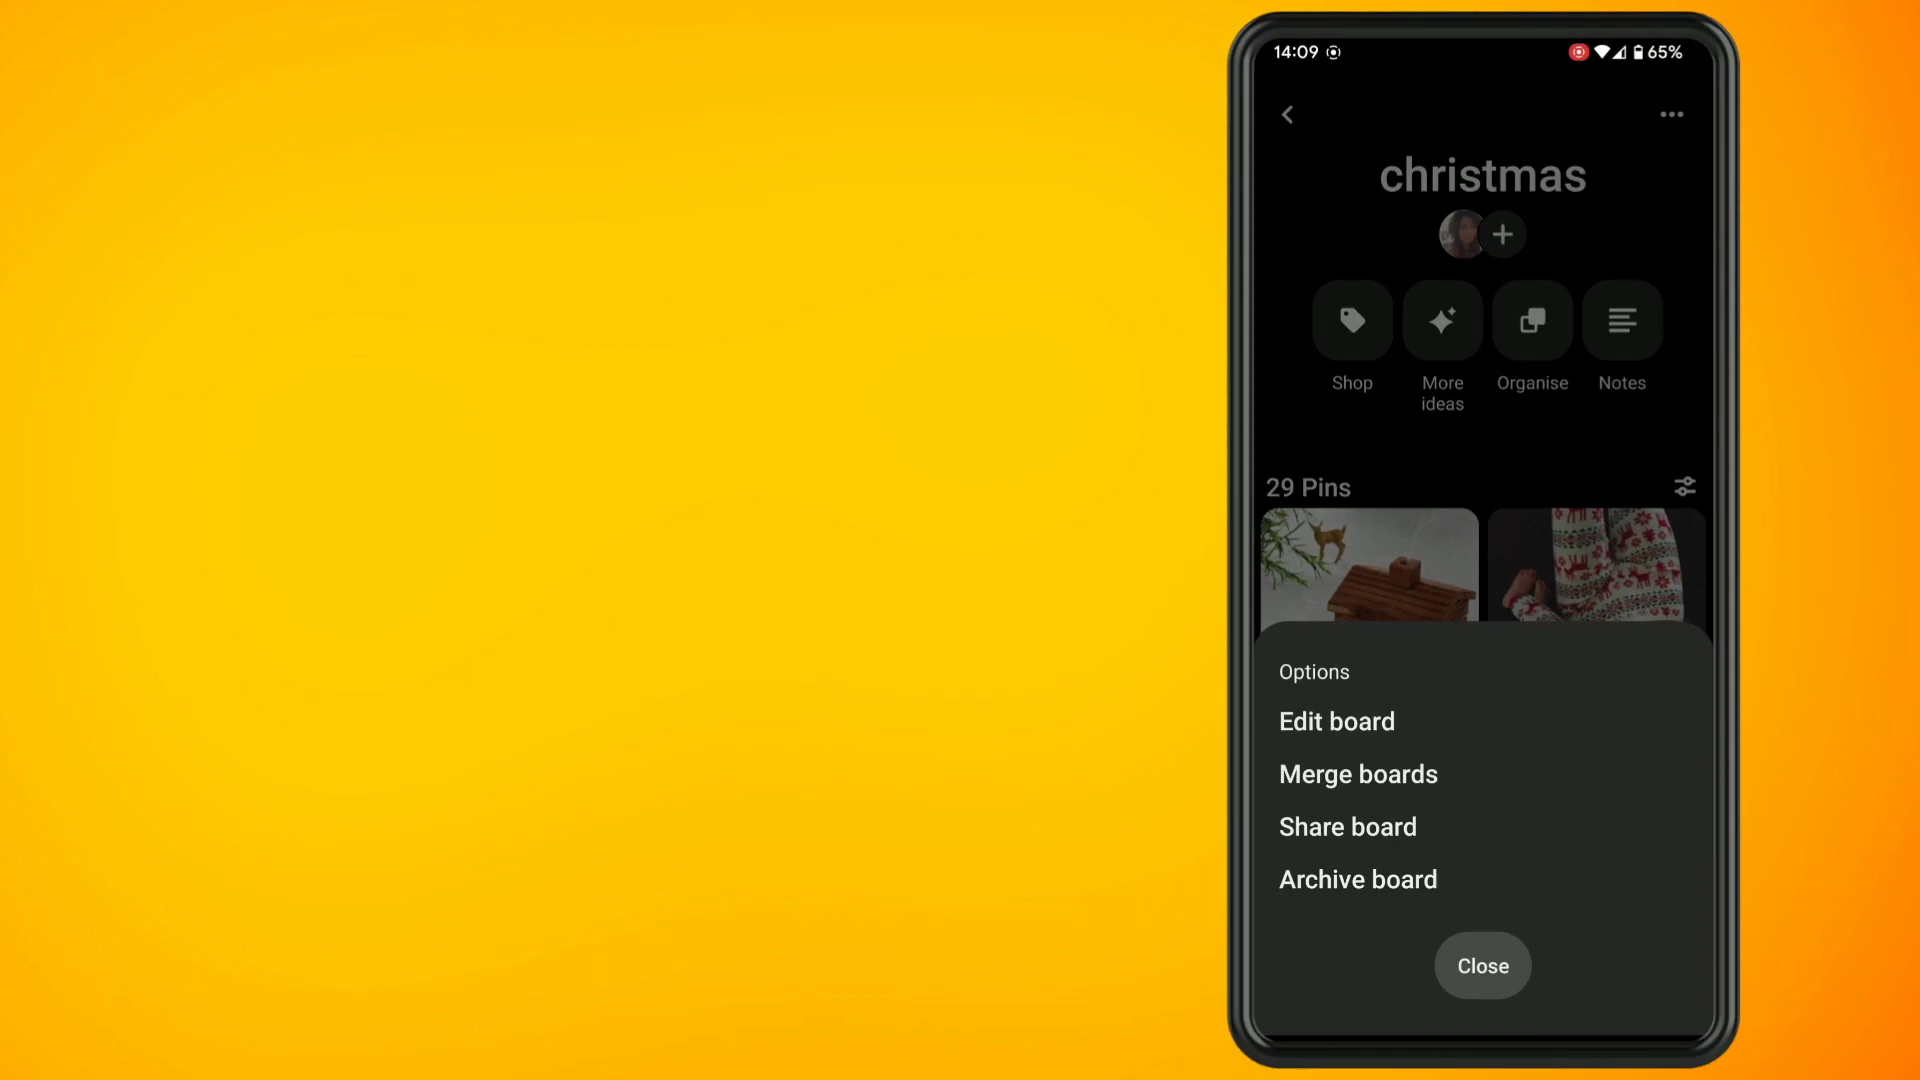 14:09
65%
christmas
Shop
More
ideas
Organise
Notes
29 Pins
Options
Edit board
Merge boards
Share board
Archive board
Close